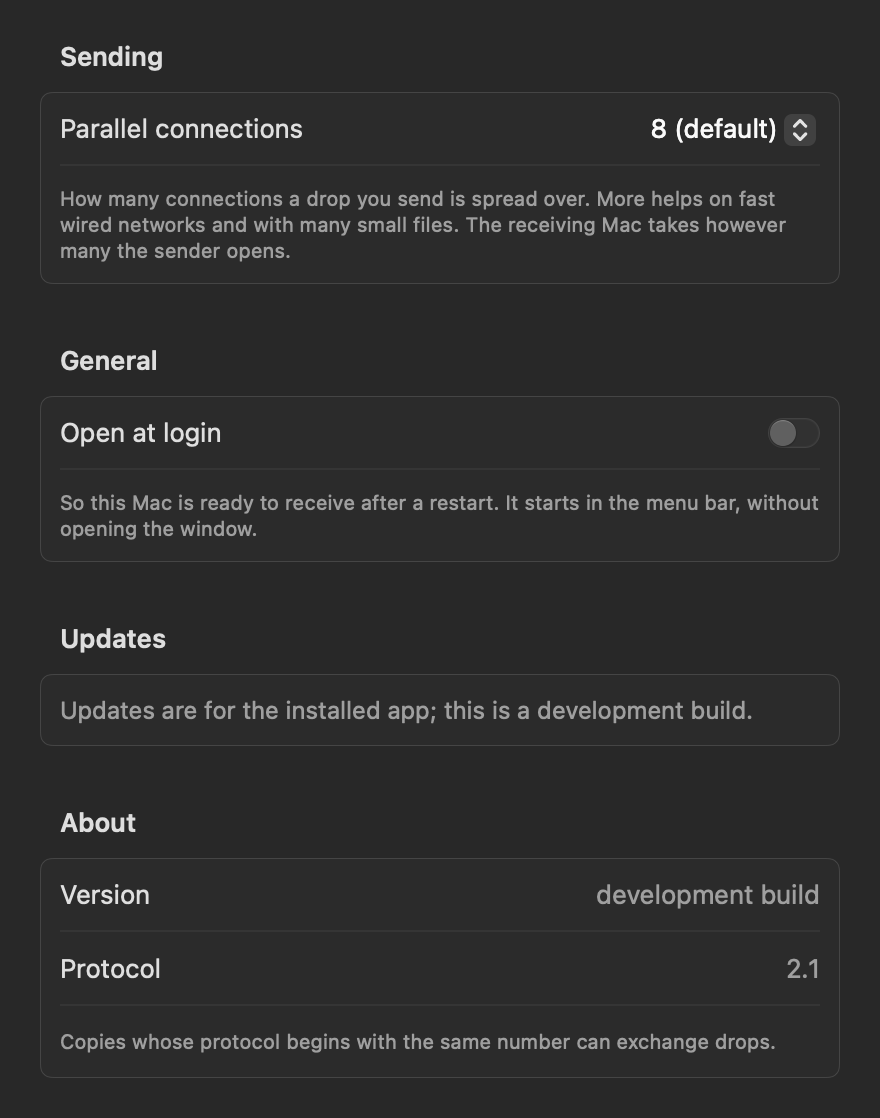 Sending
Parallel connections
8 (default)
How many connections a drop you send is spread over. More helps on fast
wired networks and with many small files. The receiving Mac takes however
many the sender opens.
General
Open at login
So this Mac is ready to receive after a restart. It starts in the menu bar, without
opening the window.
Updates
Updates are for the installed app; this is a development build.
About
Version
development build
Protocol
2.1
Copies whose protocol begins with the same number can exchange drops.